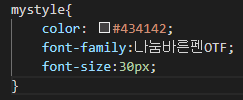 mystyle{
color: #434142;
font-family:나눔바른펜OTF;
font-size:30px;
}